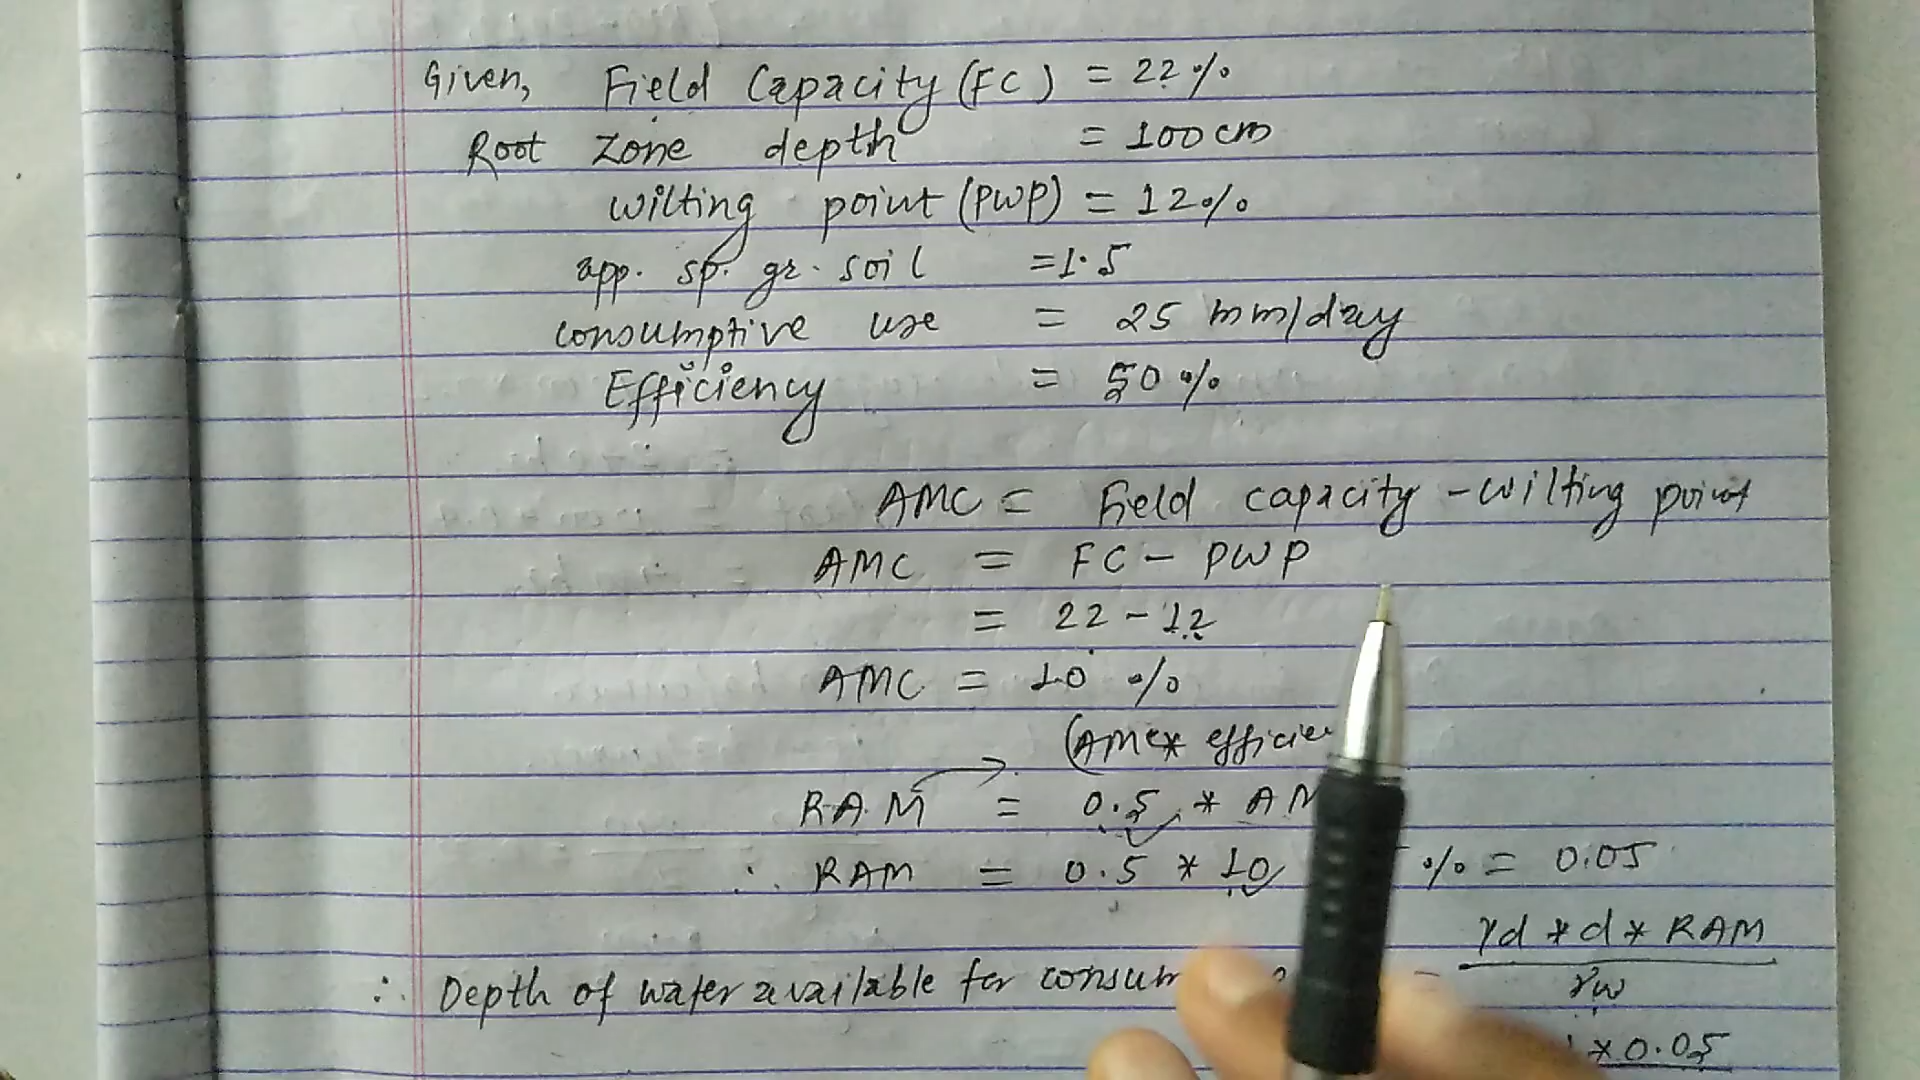 Given, Field Capacity (FC) = 22%
Root zone depth = 100 cm
wilting point (PWP) = 12%
app. sp. gr. soil = 1.5
consumptive use = 25 mm/day
Efficiency = 50%
AMC = Field capacity - wilting point
AMC = FC - PWP
= 22 - 12
AMC = 10 %
(AMC *
RAM = 0.5 *
∴ RAM = 0.5 * 10 % = 0.05
γd * d * RAM
∴ Depth of water available for =
γw
* 0.05